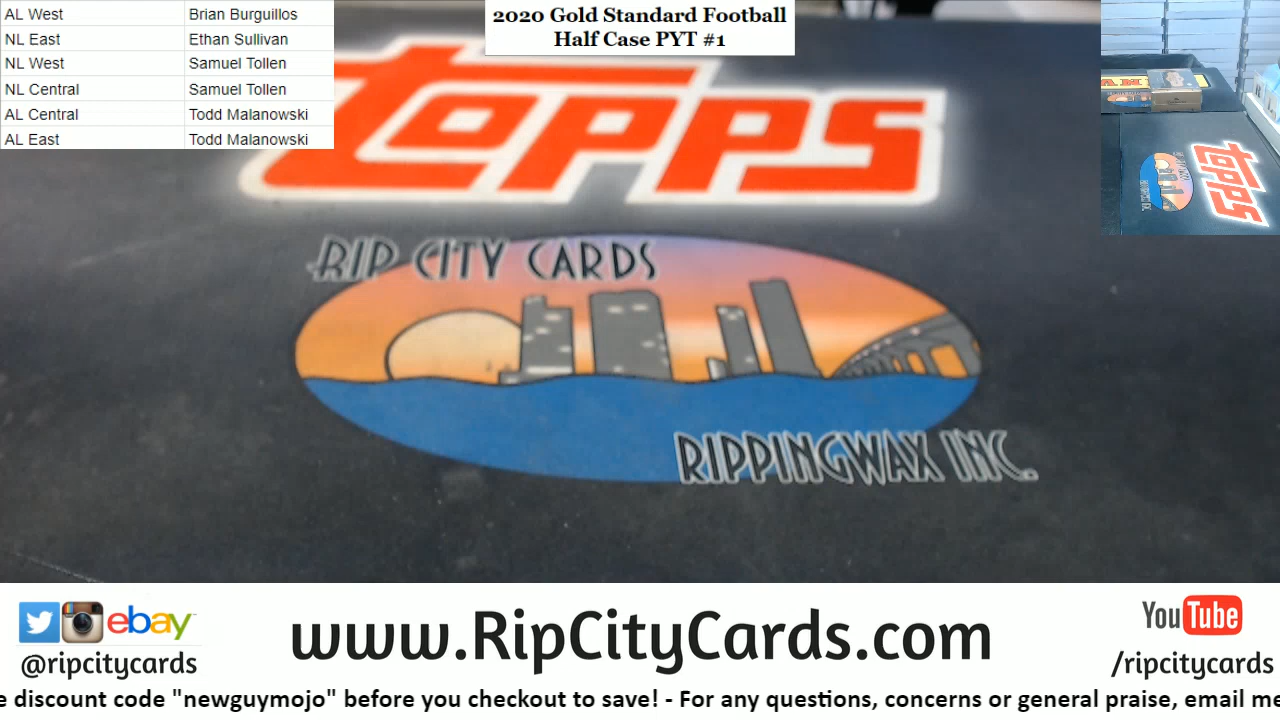 AL West Brian Burguillos
NL East Ethan Sullivan
NL West Samuel Tollen
NL Central Samuel Tollen
AL Central Todd Malanowski
AL East Todd Malanowski
2020 Gold Standard Football
Half Case PYT #1
topps
RIP CITY CARDS
RIPPINGWAX INC.
topps
ebay
@ripcitycards
www.RipCityCards.com
YouTube
/ripcitycards
discount code "newguymojo" before you checkout to save! - For any questions, concerns or general praise, email